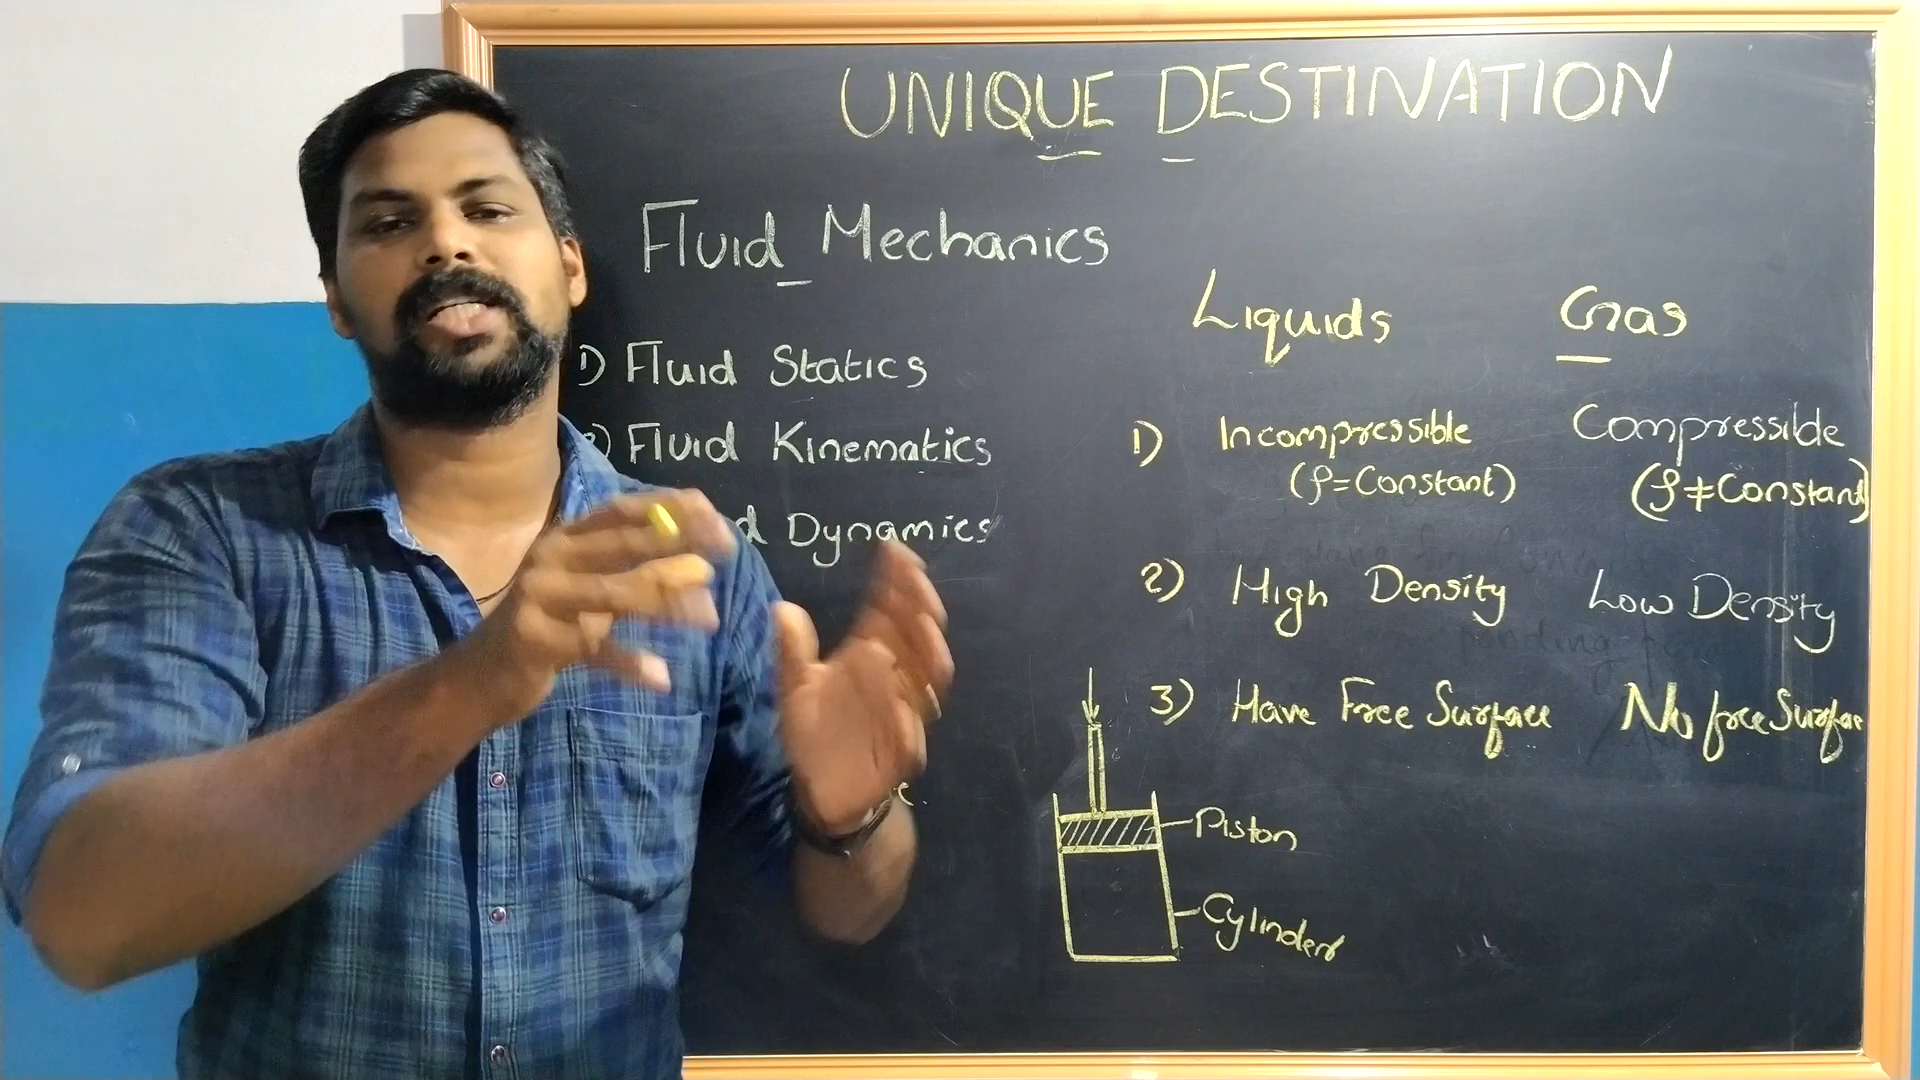 UNIQUE DESTINATION
Fluid Mechanics
1) Fluid Statics
2) Fluid Kinematics
Dynamics
Liquids Gas
1) Incompressible Compressible
(ρ=Constant) (ρ≠Constant)
2) High Density Low Density
3) Have Free Surface No free Surface
Piston
Cylinder